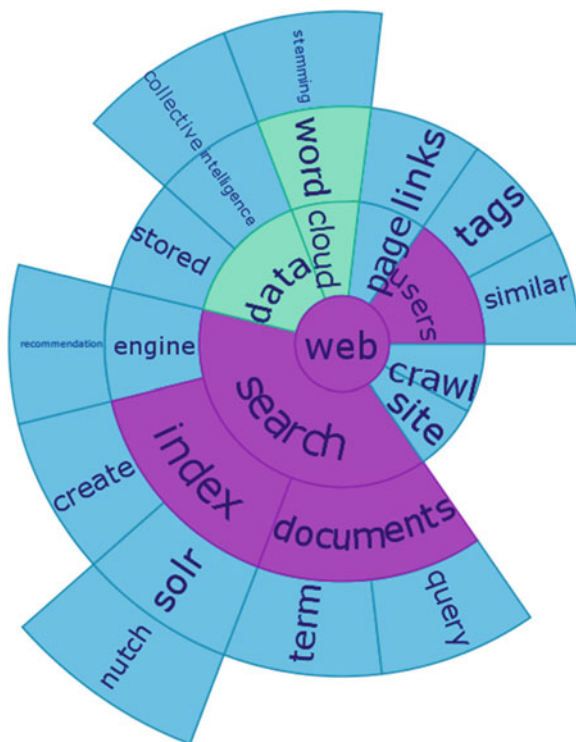 stemming
collective
intelligence
word
links
tags
similar
stored
data
cloud
page
users
recommendation
engine
web
crawl
site
search
create
index
documents
solr
nutch
term
query